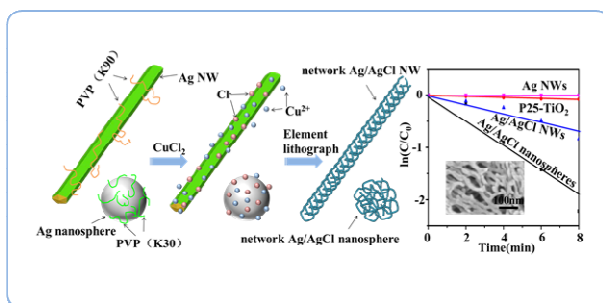 PVP (K90)
Ag NW
Ag nanosphere
PVP (K30)
CuCl2
Cl-
Cu2+
Element
lithograph
network Ag/AgCl NW
network Ag/AgCl nanosphere
ln(C/C0)
0
-1
-2
Ag NWs
P25-TiO2
Ag/AgCl NWs
Ag/AgCl nanospheres
100nm
0 2 4 6 8
Time(min)